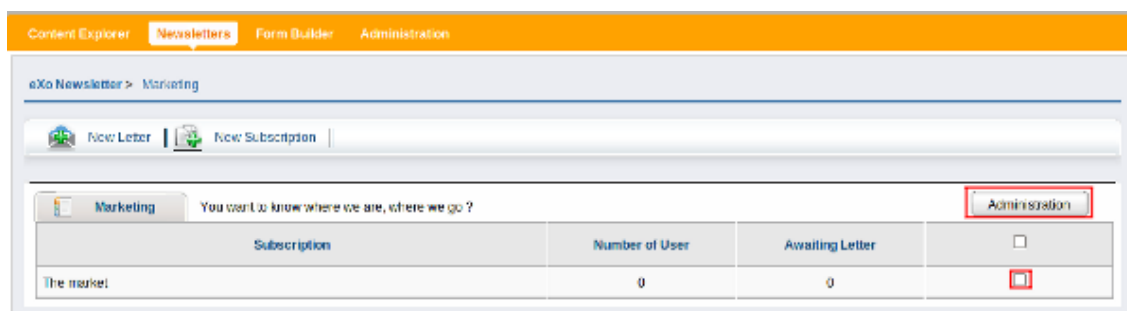 Content Explorer Newsletters Form Builder Administration
eXo Newsletter > Marketing
New Letter New Subscription
Marketing You want to know where we are, where we go ? Administration
Subscription Number of User Awaiting Letter
The market 0 0